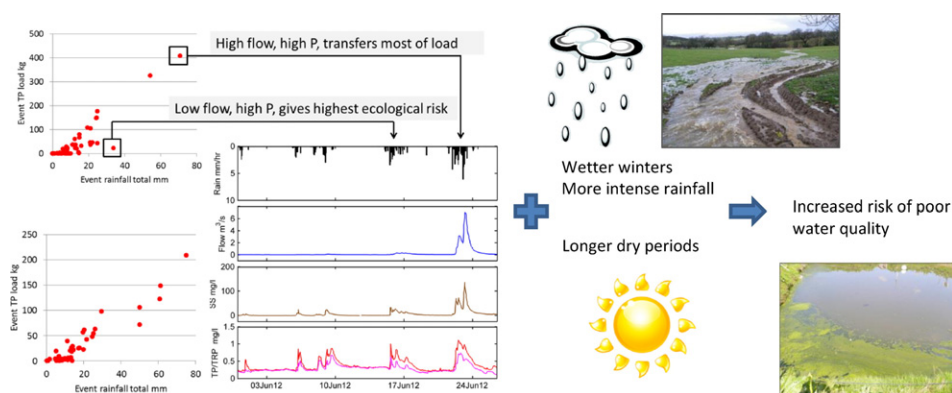 High flow, high P, transfers most of load
Low flow, high P, gives highest ecological risk
500
400
300
200
100
0
Event TP load kg
0 20 40 60 80
Event rainfall total mm
250
200
150
100
50
0
Event TP load kg
0 20 40 60 80
Event rainfall total mm
0
5
10
Rain mm/hr
8
6
4
2
0
Flow m³/s
200
100
0
SS mg/l
1.5
1
0.5
0
TP/TRP mg/l
03Jun12 10Jun12 17Jun12 24Jun12
Wetter winters
More intense rainfall
Longer dry periods
Increased risk of poor
water quality